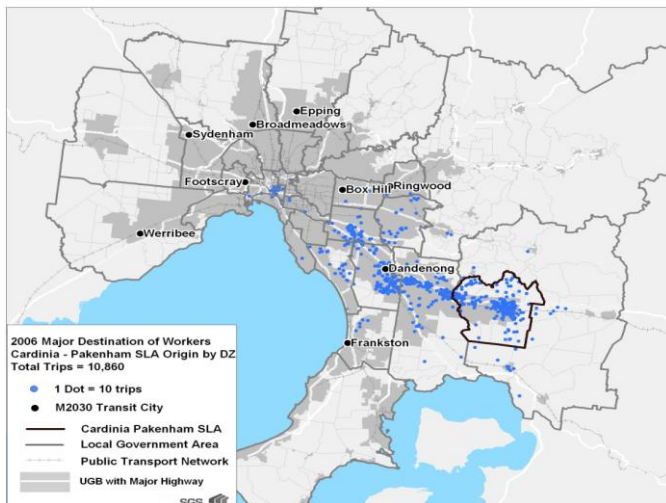 Epping
Broadmeadows
Sydenham
Footscray
Box Hill
Ringwood
Werribee
Dandenong
Frankston
2006 Major Destination of Workers
Cardinia - Pakenham SLA Origin by DZ
Total Trips = 10,860
1 Dot = 10 trips
M2030 Transit City
Cardinia Pakenham SLA
Local Government Area
Public Transport Network
UGB with Major Highway
SGS